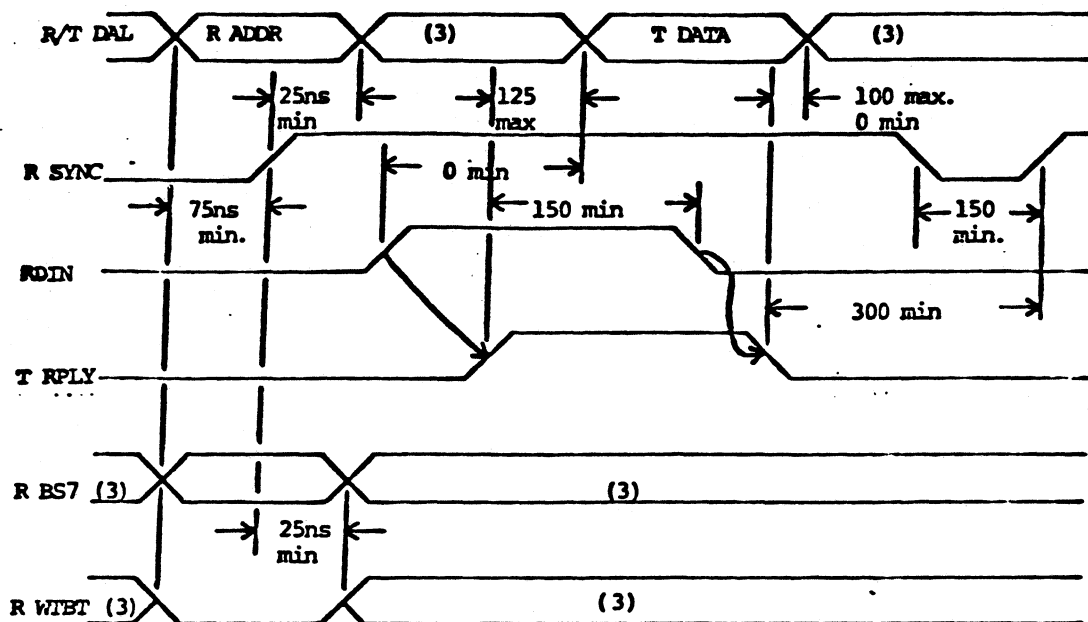 R/T DAL R ADDR (3) T DATA (3)
25ns min 125 max 100 max. 0 min
R SYNC 0 min
75ns min. 150 min 150 min.
RDIN
300 min
T RPLY
R BS7 (3) (3)
25ns min
R WTBT (3) (3)